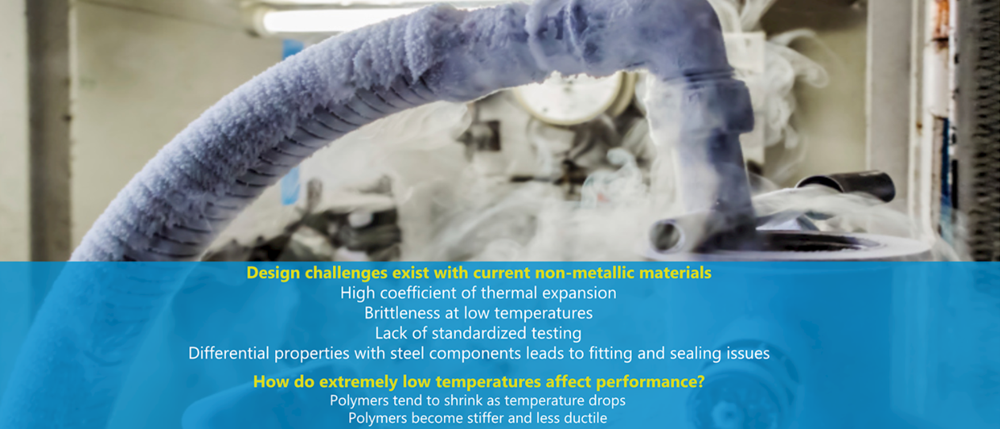 Design challenges exist with current non-metallic materials
High coefficient of thermal expansion
Brittleness at low temperatures
Lack of standardized testing
Differential properties with steel components leads to fitting and sealing issues
How do extremely low temperatures affect performance?
Polymers tend to shrink as temperature drops
Polymers become stiffer and less ductile